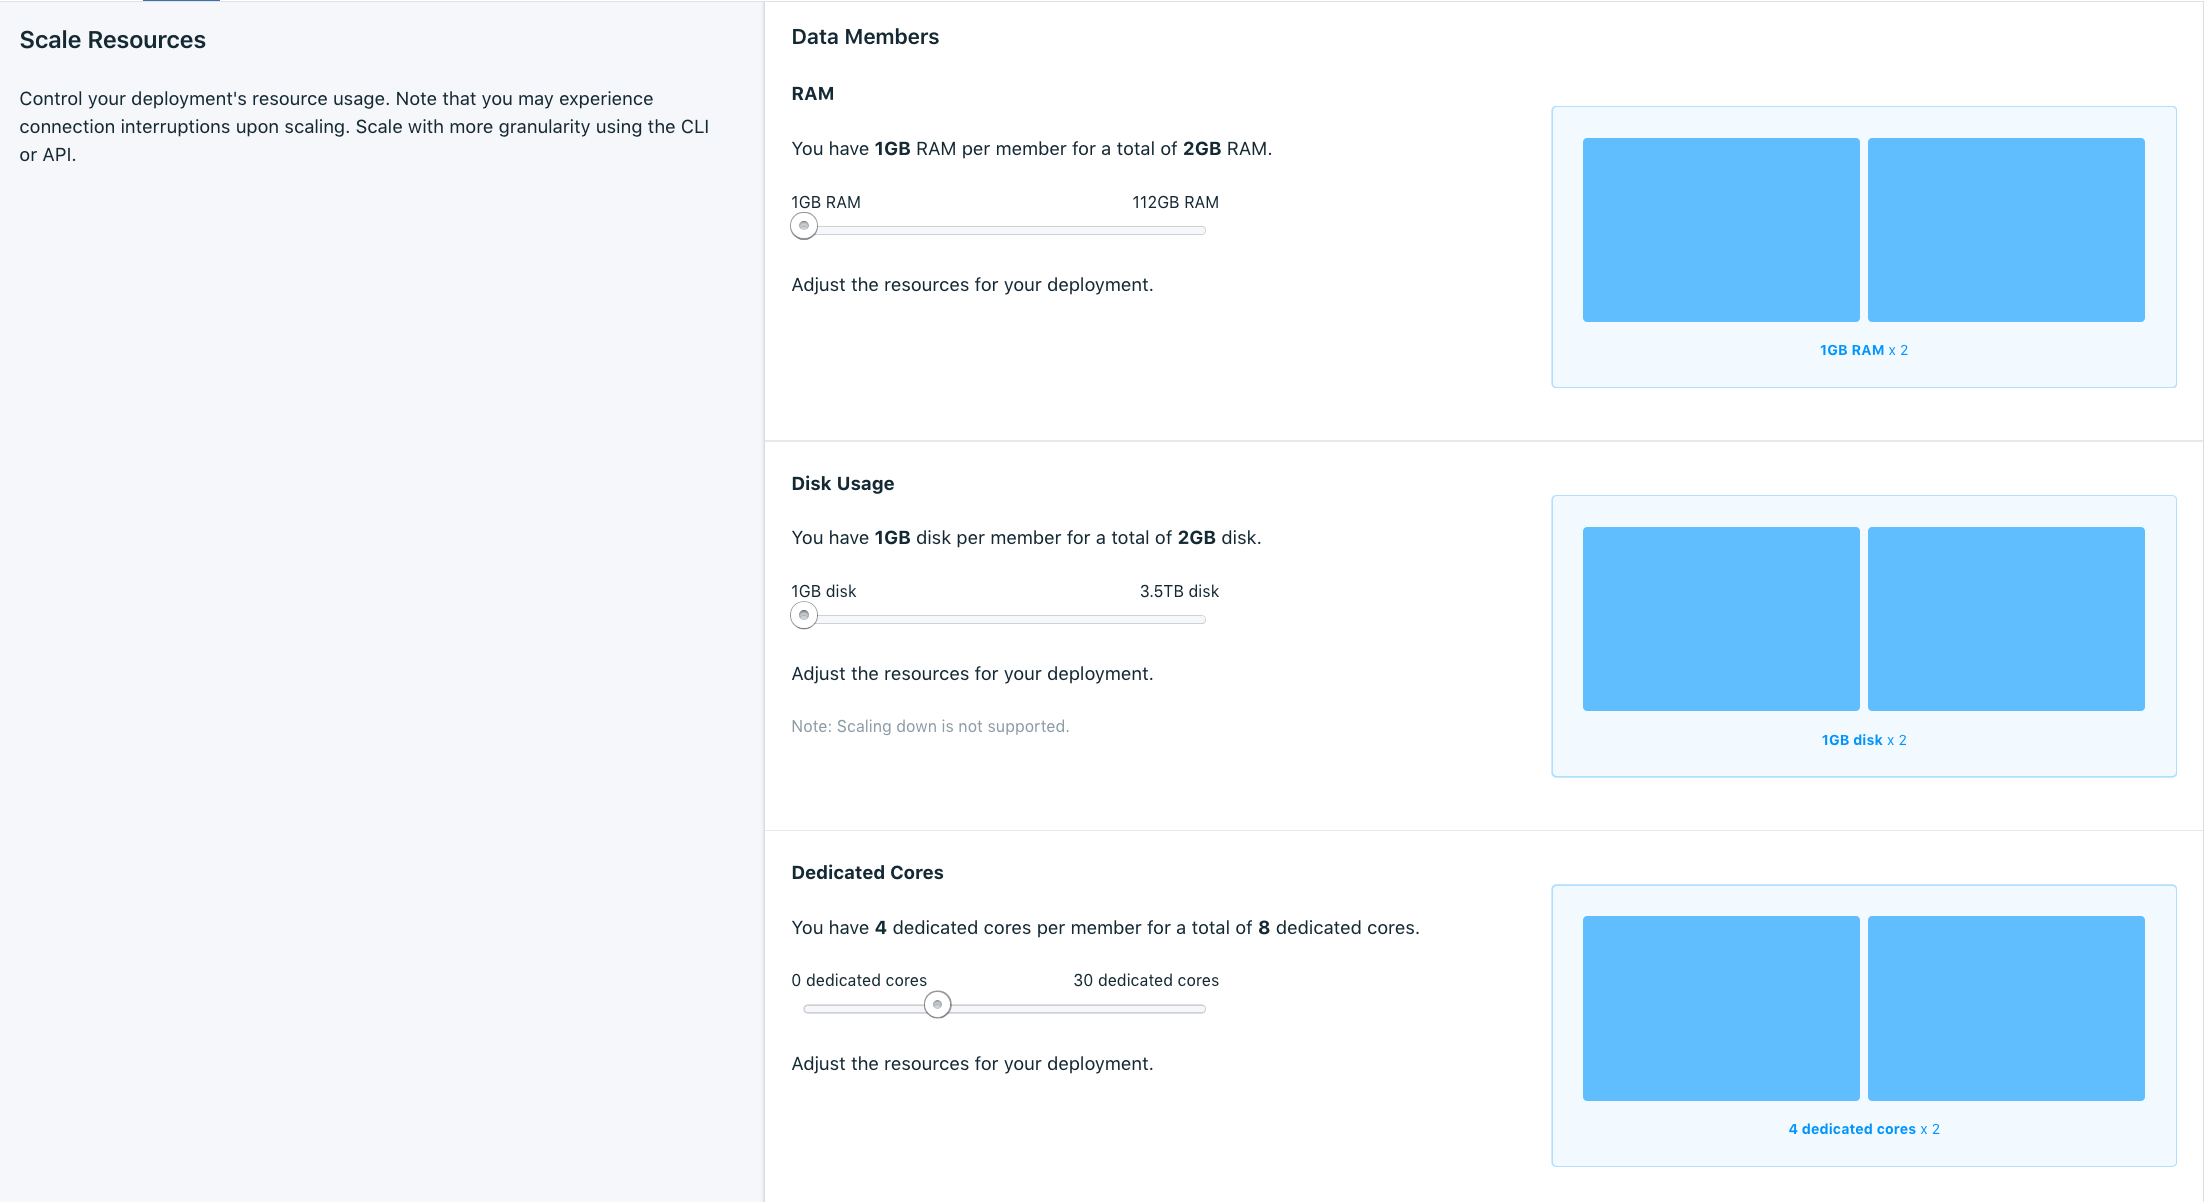 Scale Resources
Control your deployment's resource usage. Note that you may experience
connection interruptions upon scaling. Scale with more granularity using the CLI
or API.
Data Members
RAM
You have 1GB RAM per member for a total of 2GB RAM.
1GB RAM 112GB RAM
Adjust the resources for your deployment.
1GB RAM x 2
Disk Usage
You have 1GB disk per member for a total of 2GB disk.
1GB disk 3.5TB disk
Adjust the resources for your deployment.
Note: Scaling down is not supported.
1GB disk x 2
Dedicated Cores
You have 4 dedicated cores per member for a total of 8 dedicated cores.
0 dedicated cores 30 dedicated cores
Adjust the resources for your deployment.
4 dedicated cores x 2